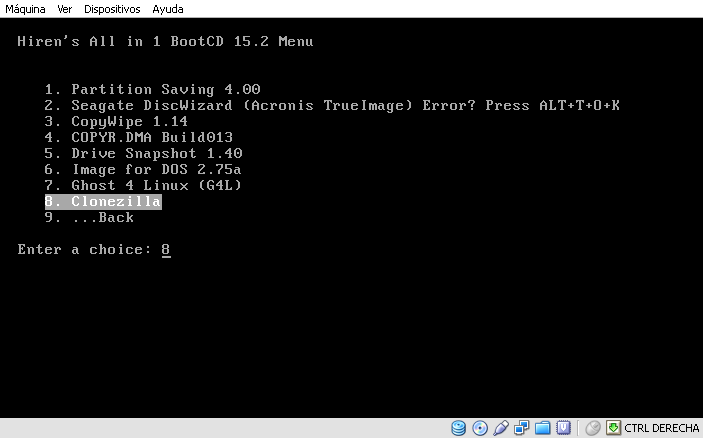 Máquina Ver Dispositivos Ayuda
Hiren's All in 1 BootCD 15.2 Menu
1. Partition Saving 4.00
2. Seagate DiscWizard (Acronis TrueImage) Error? Press ALT+T+O+K
3. CopyWipe 1.14
4. COPYR.DMA Build013
5. Drive Snapshot 1.40
6. Image for DOS 2.75a
7. Ghost 4 Linux (G4L)
8. Clonezilla
9. ...Back
Enter a choice: 8
CTRL DERECHA